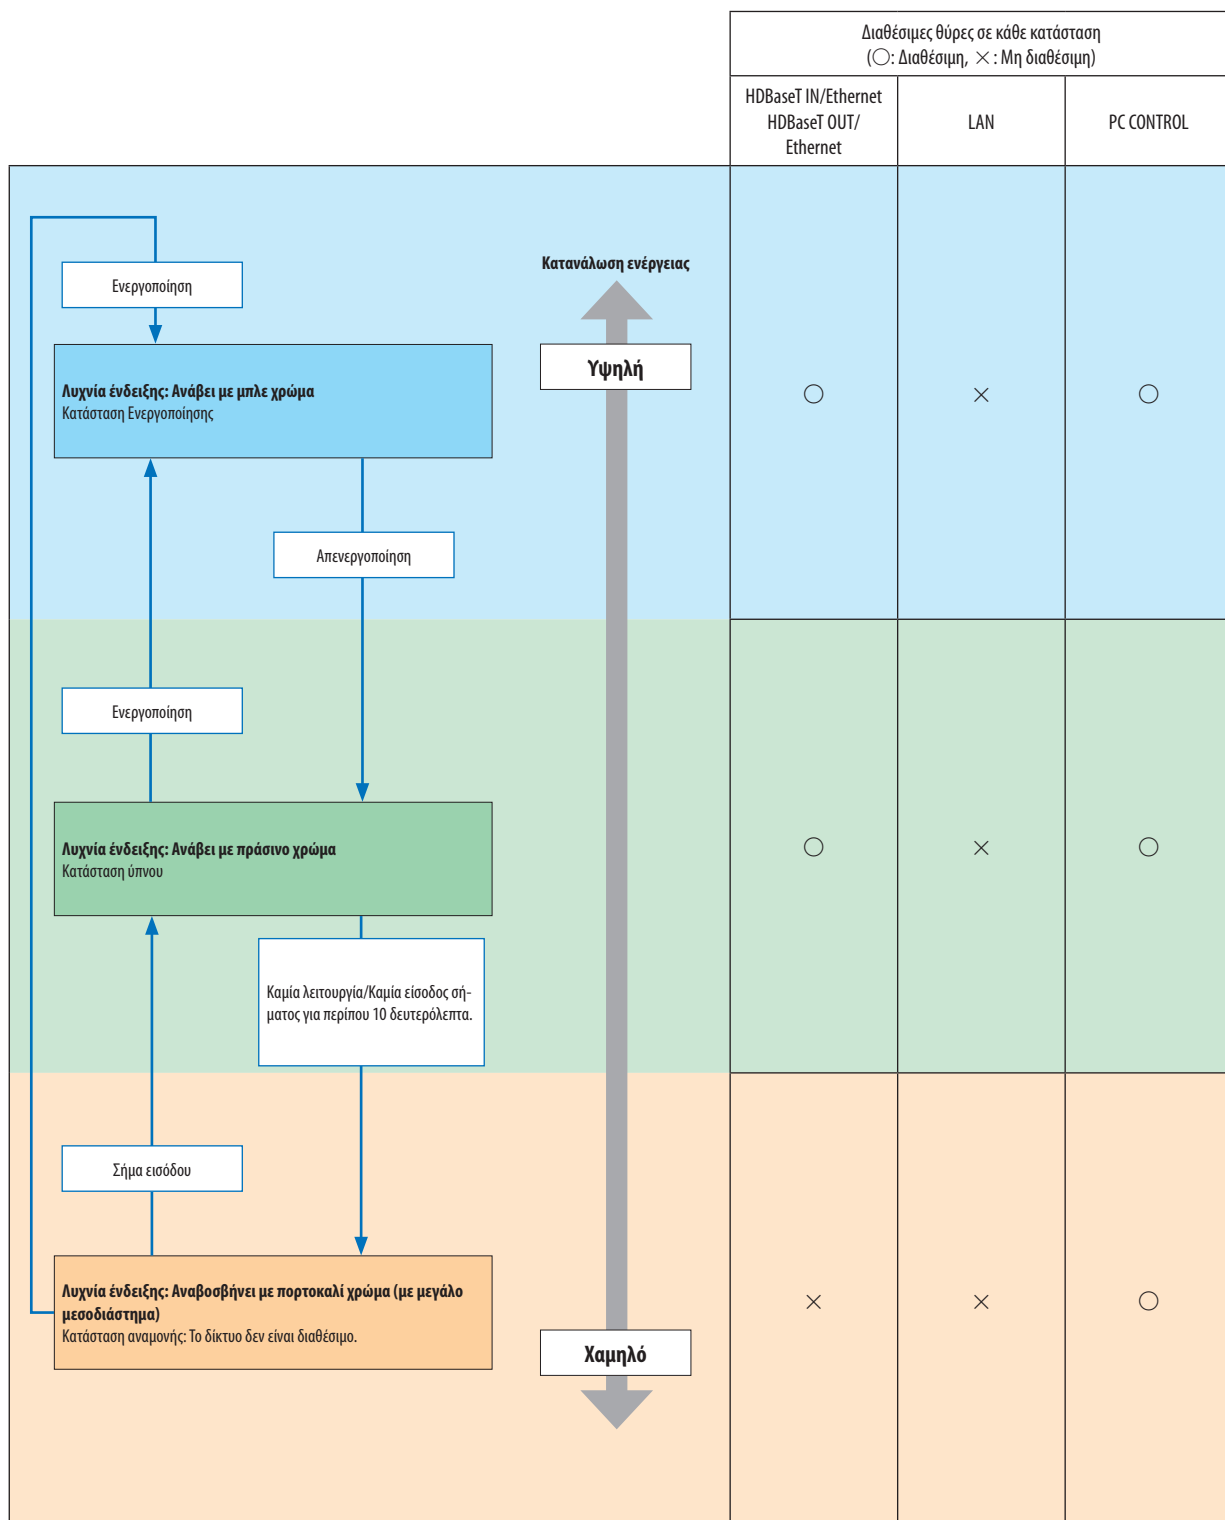 Διαθέσιμες θύρες σε κάθε κατάσταση
(○: Διαθέσιμη, ×: Μη διαθέσιμη)
HDBaseT IN/Ethernet
HDBaseT OUT/
Ethernet
LAN
PC CONTROL
Ενεργοποίηση
Κατανάλωση ενέργειας
Υψηλή
Λυχνία ένδειξης: Ανάβει με μπλε χρώμα
Κατάσταση Ενεργοποίησης
○ × ○
Απενεργοποίηση
Ενεργοποίηση
Λυχνία ένδειξης: Ανάβει με πράσινο χρώμα
Κατάσταση ύπνου
○ × ○
Καμία λειτουργία/Καμία είσοδος σή-
ματος για περίπου 10 δευτερόλεπτα.
Σήμα εισόδου
Λυχνία ένδειξης: Αναβοσβήνει με πορτοκαλί χρώμα (με μεγάλο
μεσοδιάστημα)
Κατάσταση αναμονής: Το δίκτυο δεν είναι διαθέσιμο.
× × ○
Χαμηλό